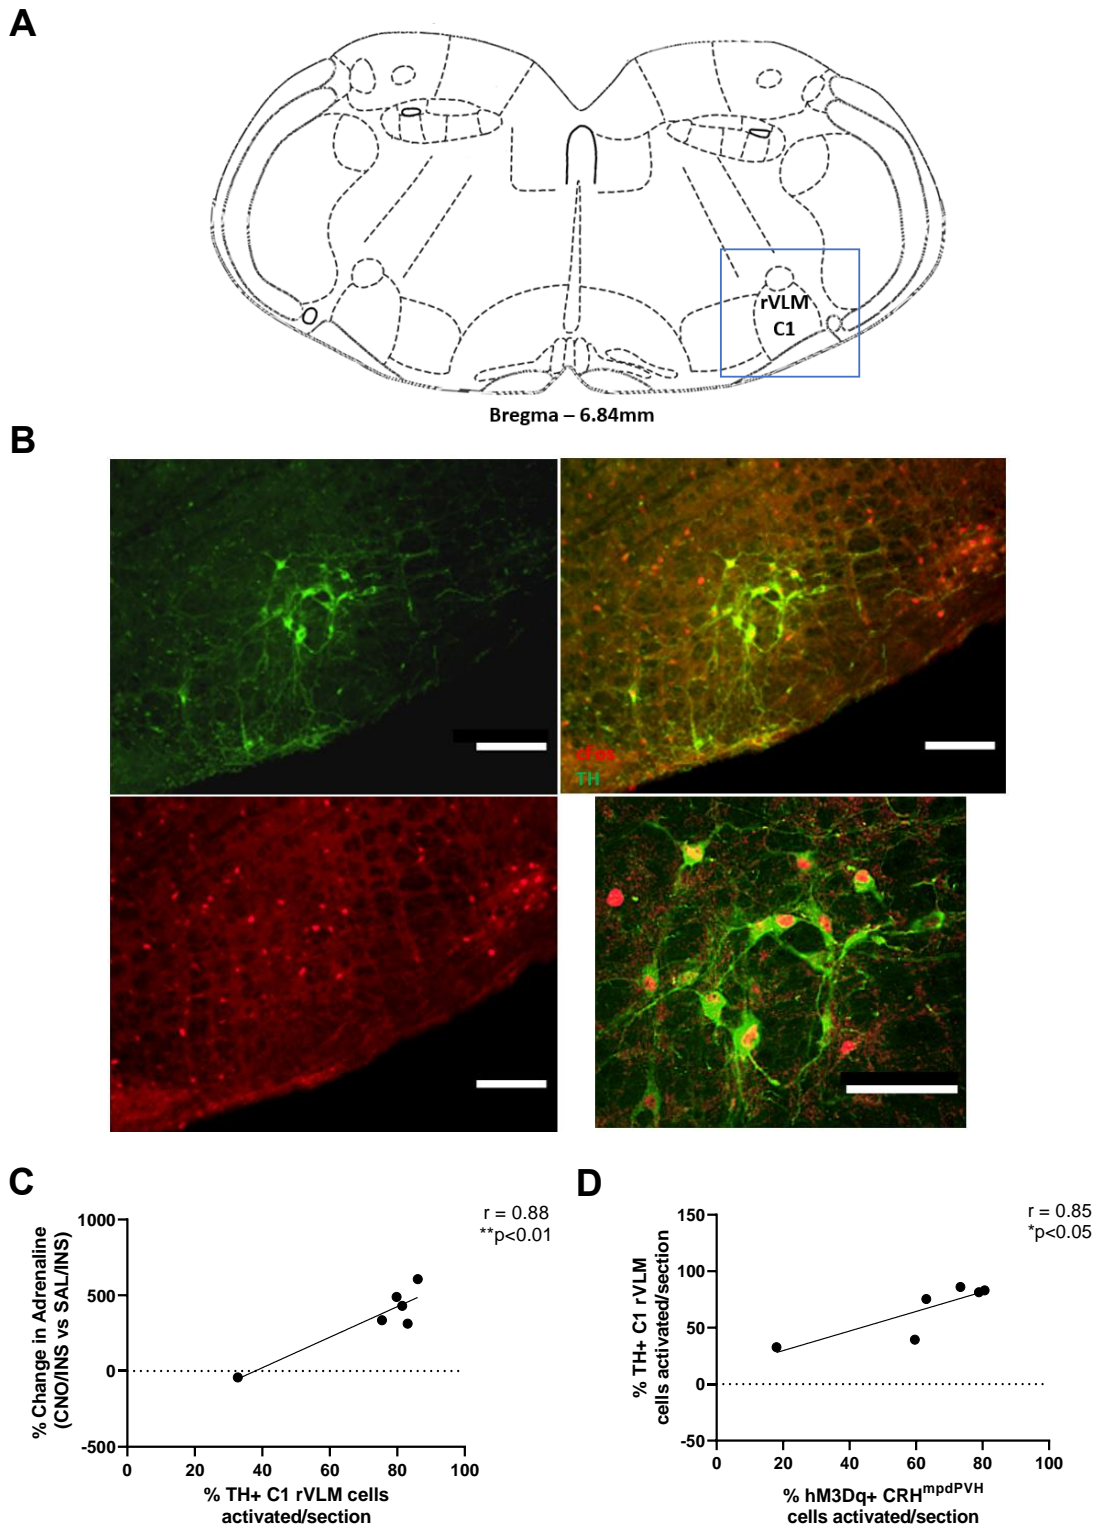 A
rVLM
C1
Bregma – 6.84mm
B
cFos
TH
C
r = 0.88
**p<0.01
% Change in Adrenaline
(CNO/INS vs SAL/INS)
1000
500
0
-500
0 20 40 60 80 100
% TH+ C1 rVLM cells
activated/section
D
r = 0.85
*p<0.05
% TH+ C1 rVLM
cells activated/section
150
100
50
0
-50
0 20 40 60 80 100
% hM3Dq+ CRHmpdPVH
cells activated/section